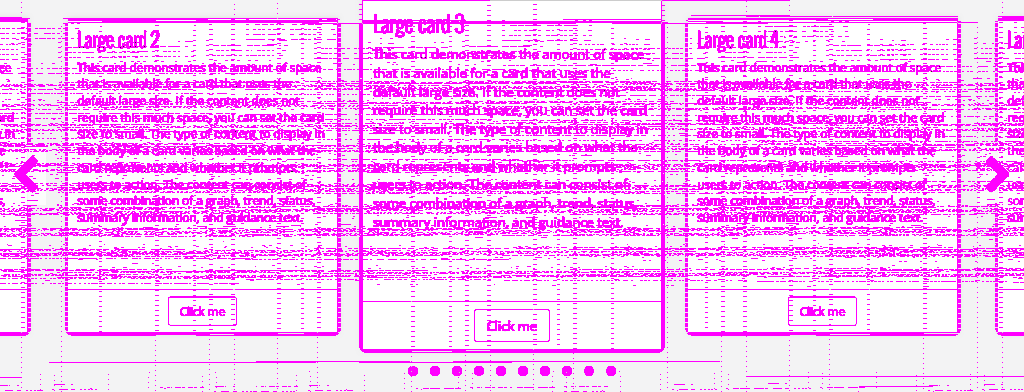 Large card 2
This card demonstrates the amount of space
that is available for a card that uses the
default large size. If the content does not
require this much space, you can set the card
size to small. The type of content to display in
the body of a card varies based on what the
card represents and whether it prompts
users to action. The content can consist of
some combination of a graph, trend, status,
summary information, and guidance text.
Click me
Large card 3
This card demonstrates the amount of space
that is available for a card that uses the
default large size. If the content does not
require this much space, you can set the card
size to small. The type of content to display in
the body of a card varies based on what the
card represents and whether it prompts
users to action. The content can consist of
some combination of a graph, trend, status,
summary information, and guidance text.
Click me
Large card 4
This card demonstrates the amount of space
that is available for a card that uses the
default large size. If the content does not
require this much space, you can set the card
size to small. The type of content to display in
the body of a card varies based on what the
card represents and whether it prompts
users to action. The content can consist of
some combination of a graph, trend, status,
summary information, and guidance text.
Click me